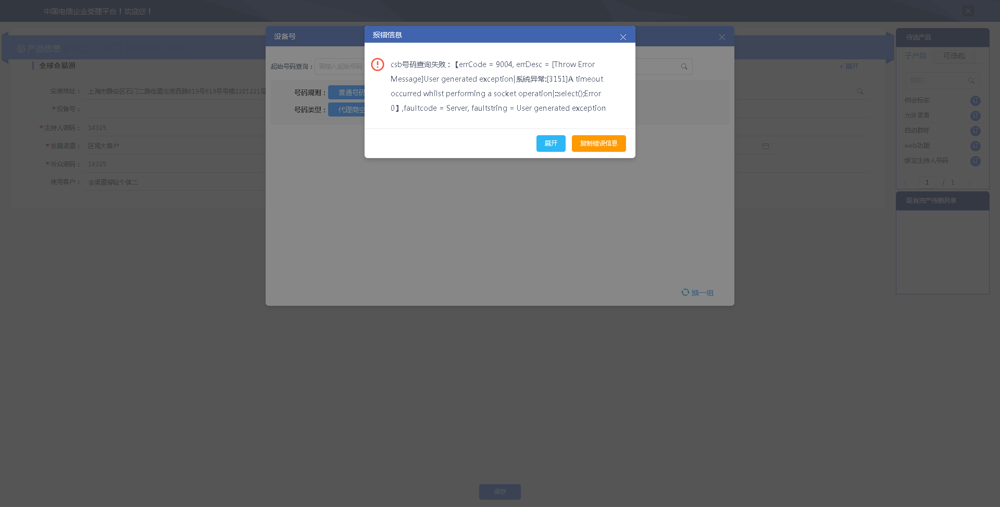 中国电信企业受理平台！欢迎您！
产品信息
全球会易通
+ 展开
安装地址：
上海市静安区石门二路街道北京西路819号819号号楼2201221层
*设备号：
*主持人密码：
14325
*发展渠道：
区局大客户
*听众密码：
14325
使用客户：
全渠道穿验个体二
设备号
起始号码查询：
请输入起始号码
号码规则：
普通号码
号码类型：
代理商空
换一组
报错信息
csb号码查询失败：【errCode = 9004, errDesc = [Throw Error
Message]User generated exception|系统异常:[3151]A timeout
occurred whilst performing a socket operation|::select();Error
0】,faultcode = Server, faultstring = User generated exception
展开
复制错误信息
待选产品
子产品
可选包
请输入
例会标志
订
允许录音
订
自动群呼
订
web功能
订
绑定主持人号码
订
1 / 1
现有资产待删列表
保存